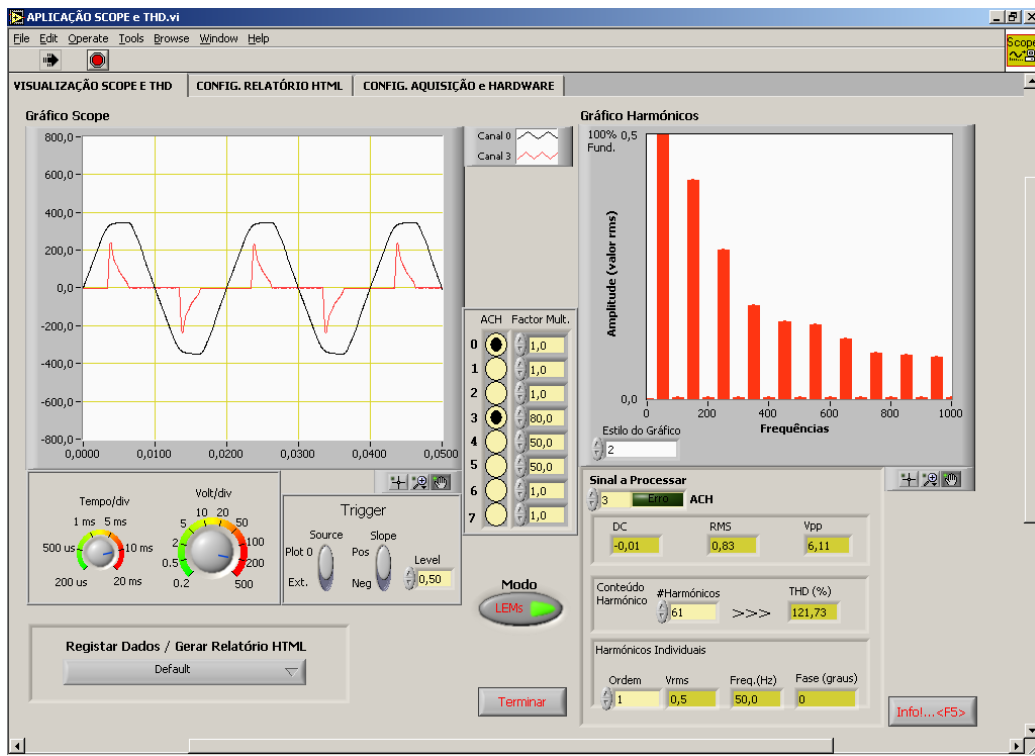 APLICAÇÃO SCOPE e THD.vi
File Edit Operate Tools Browse Window Help
Scope
VISUALIZAÇÃO SCOPE E THD
CONFIG. RELATÓRIO HTML
CONFIG. AQUISIÇÃO e HARDWARE
Gráfico Scope
800,0
600,0
400,0
200,0
0,0
-200,0
-400,0
-600,0
-800,0
0,0000 0,0100 0,0200 0,0300 0,0400 0,0500
Canal 0
Canal 3
ACH Factor Mult.
0 1,0
1 1,0
2 1,0
3 80,0
4 50,0
5 50,0
6 1,0
7 1,0
Gráfico Harmónicos
100% 0,5
Fund.
Amplitude (valor rms)
0,0
0 200 400 600 800 1000
Frequências
Estilo do Gráfico
2
Tempo/div
1 ms 5 ms
500 us 10 ms
200 us 20 ms
Volt/div
10 20
5 50
2 100
0.5 200
0.2 500
Trigger
Source Slope
Plot 0 Pos Level
Ext. Neg 0,50
Modo
LEMs
Sinal a Processar
3 Erro ACH
DC RMS Vpp
-0,01 0,83 6,11
Conteúdo
Harmónico
#Harmónicos THD (%)
61 >>> 121,73
Harmónicos Individuais
Ordem Vrms Freq.(Hz) Fase (graus)
1 0,5 50,0 0
Registar Dados / Gerar Relatório HTML
Default
Terminar
Info!...<F5>